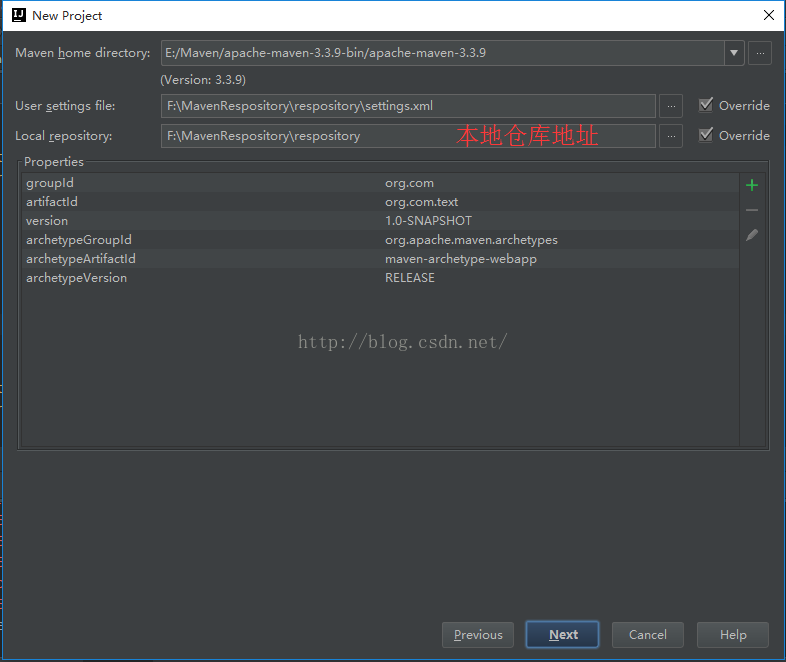 New Project
Maven home directory: E:/Maven/apache-maven-3.3.9-bin/apache-maven-3.3.9
(Version: 3.3.9)
User settings file: F:\MavenRespository\respository\settings.xml ... Override
Local repository: F:\MavenRespository\respository 本地仓库地址 ... Override
Properties
groupId org.com
artifactId org.com.text
version 1.0-SNAPSHOT
archetypeGroupId org.apache.maven.archetypes
archetypeArtifactId maven-archetype-webapp
archetypeVersion RELEASE
http://blog.csdn.net/
Previous Next Cancel Help